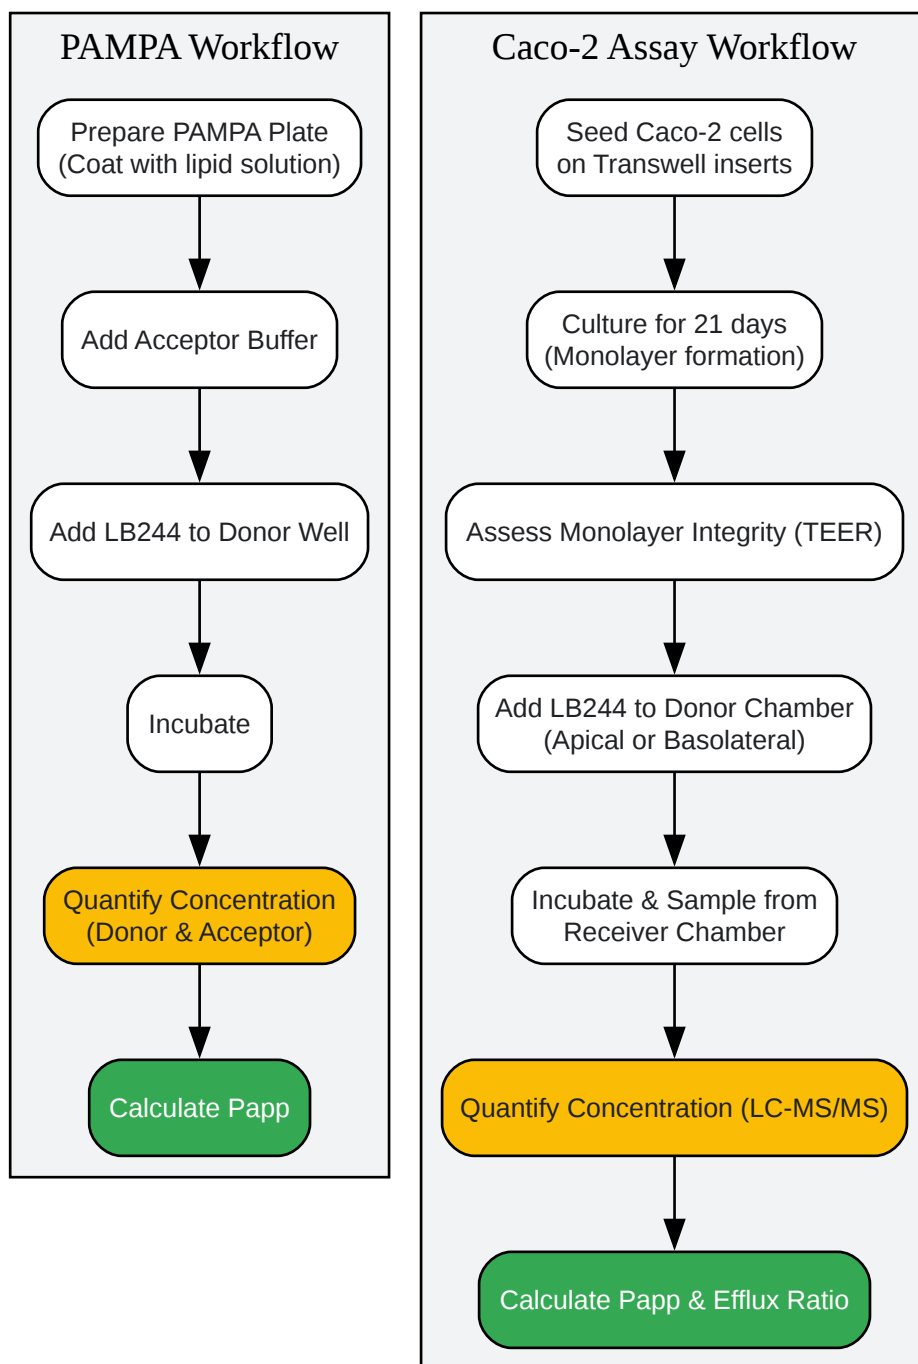 PAMPA Workflow
Prepare PAMPA Plate
(Coat with lipid solution)
Add Acceptor Buffer
Add LB244 to Donor Well
Incubate
Quantify Concentration
(Donor & Acceptor)
Calculate Papp
Caco-2 Assay Workflow
Seed Caco-2 cells
on Transwell inserts
Culture for 21 days
(Monolayer formation)
Assess Monolayer Integrity (TEER)
Add LB244 to Donor Chamber
(Apical or Basolateral)
Incubate & Sample from
Receiver Chamber
Quantify Concentration (LC-MS/MS)
Calculate Papp & Efflux Ratio